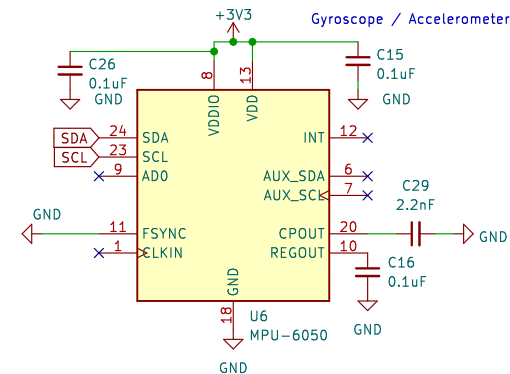 +3V3
Gyroscope / Accelerometer
C26
0.1uF
GND
C15
0.1uF
GND
8
VDDIO
13
VDD
SDA
24
SDA
SCL
23
SCL
9
AD0
INT
12
AUX_SDA
6
AUX_SCL
7
C29
2.2nF
GND
11
FSYNC
CPOUT
20
GND
1
CLKIN
REGOUT
10
C16
0.1uF
GND
GND
18
U6
MPU-6050
GND